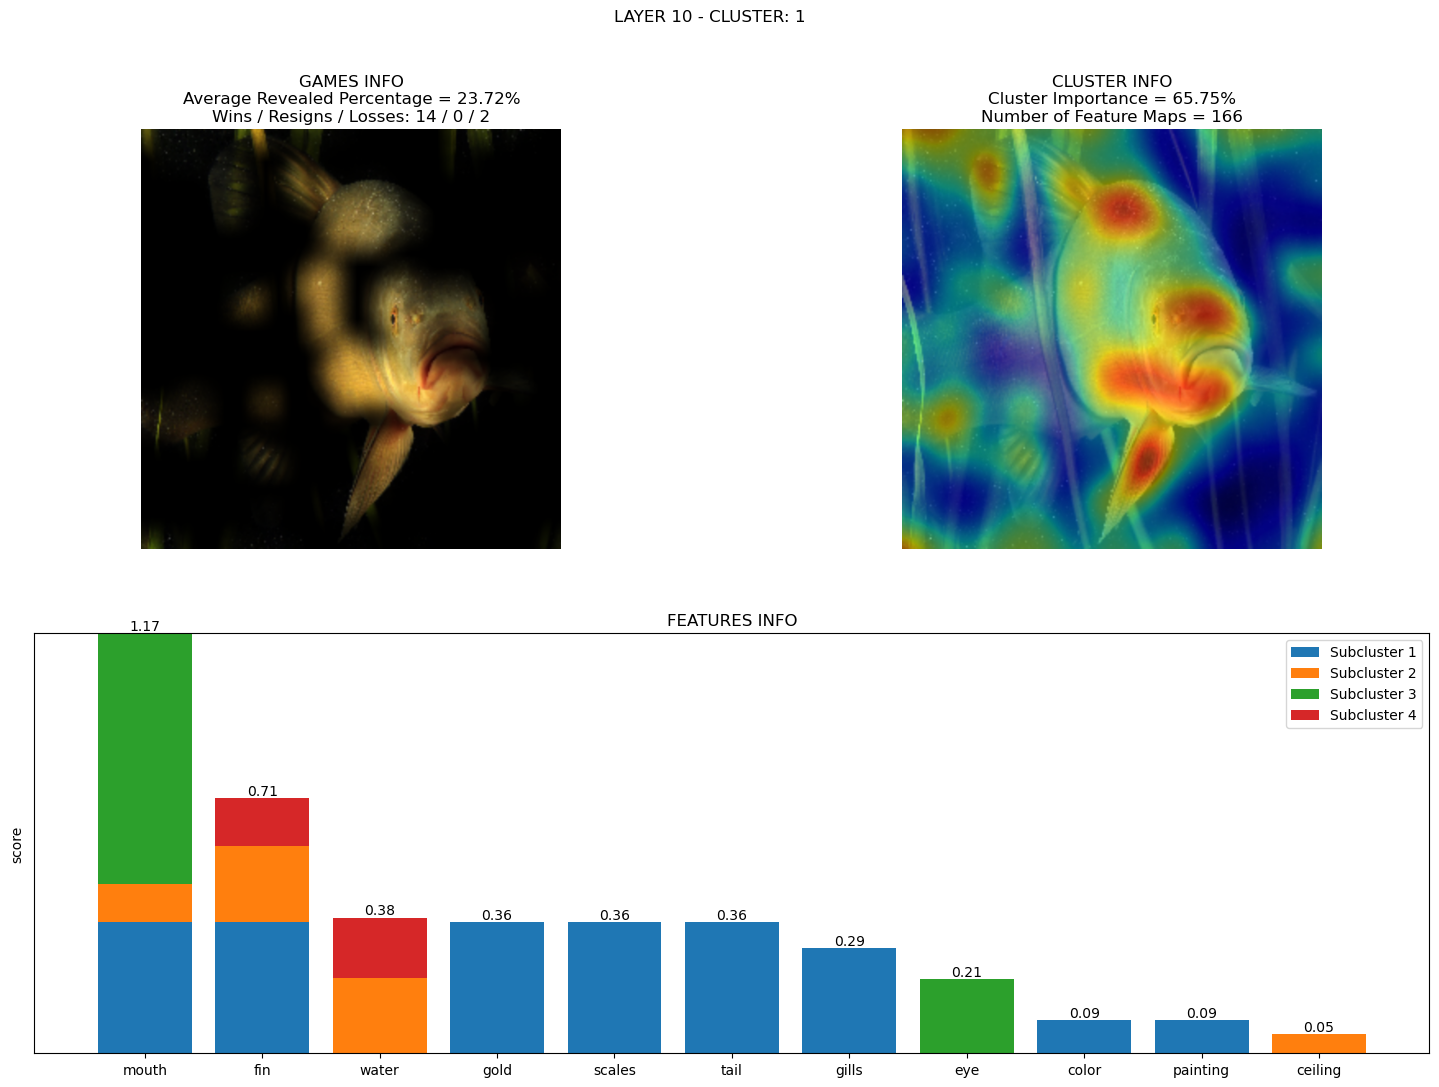 LAYER 10 - CLUSTER: 1
GAMES INFO
Average Revealed Percentage = 23.72%
Wins / Resigns / Losses: 14 / 0 / 2
CLUSTER INFO
Cluster Importance = 65.75%
Number of Feature Maps = 166
FEATURES INFO
score
1.17
0.71
0.38
0.36
0.36
0.36
0.29
0.21
0.09
0.09
0.05
Subcluster 1
Subcluster 2
Subcluster 3
Subcluster 4
mouth
fin
water
gold
scales
tail
gills
eye
color
painting
ceiling